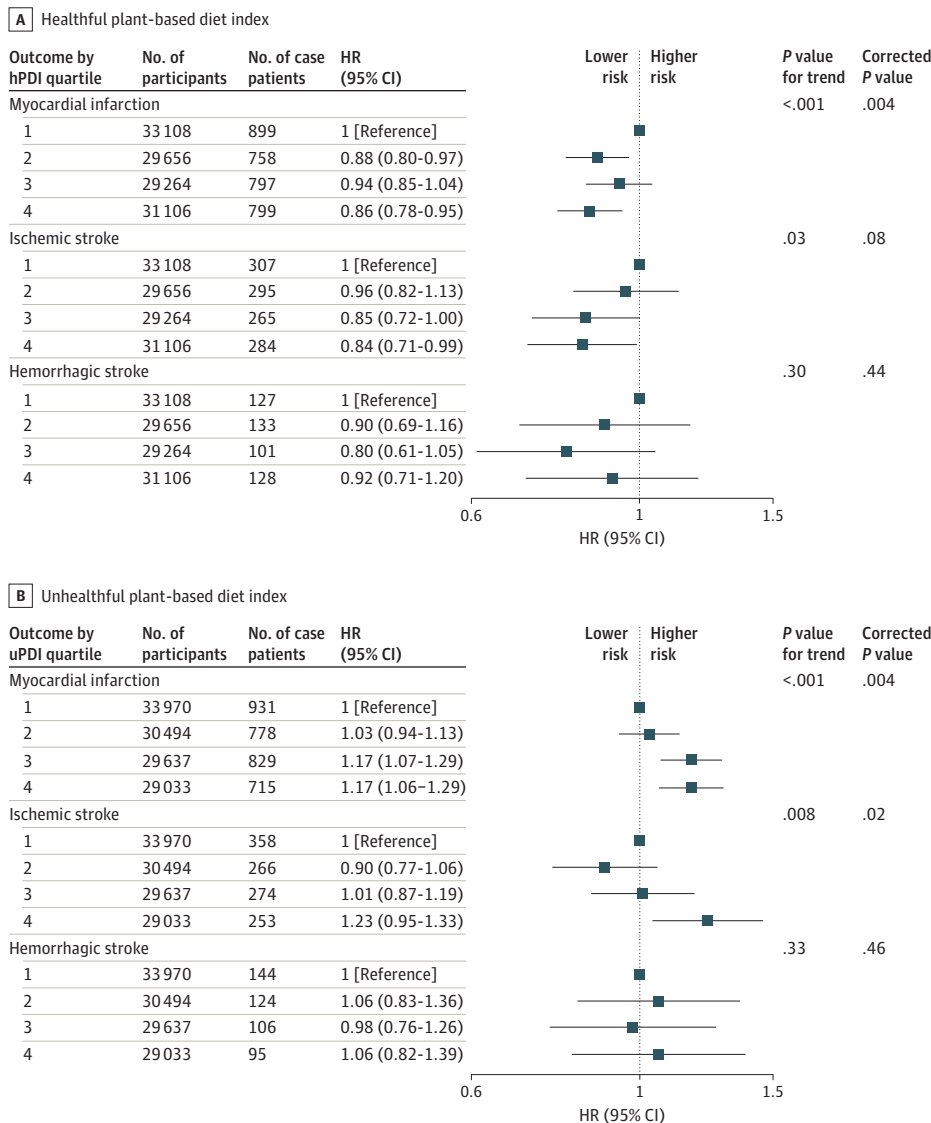 A Healthful plant-based diet index
Outcome by No. of No. of case HR Lower Higher P value Corrected
hPDI quartile participants patients (95% CI) risk risk for trend P value
Myocardial infarction <.001 .004
1 33 108 899 1 [Reference]
2 29 656 758 0.88 (0.80-0.97)
3 29 264 797 0.94 (0.85-1.04)
4 31 106 799 0.86 (0.78-0.95)
Ischemic stroke .03 .08
1 33 108 307 1 [Reference]
2 29 656 295 0.96 (0.82-1.13)
3 29 264 265 0.85 (0.72-1.00)
4 31 106 284 0.84 (0.71-0.99)
Hemorrhagic stroke .30 .44
1 33 108 127 1 [Reference]
2 29 656 133 0.90 (0.69-1.16)
3 29 264 101 0.80 (0.61-1.05)
4 31 106 128 0.92 (0.71-1.20)
0.6 1 1.5
HR (95% CI)
B Unhealthful plant-based diet index
Outcome by No. of No. of case HR Lower Higher P value Corrected
uPDI quartile participants patients (95% CI) risk risk for trend P value
Myocardial infarction <.001 .004
1 33 970 931 1 [Reference]
2 30 494 778 1.03 (0.94-1.13)
3 29 637 829 1.17 (1.07-1.29)
4 29 033 715 1.17 (1.06–1.29)
Ischemic stroke .008 .02
1 33 970 358 1 [Reference]
2 30 494 266 0.90 (0.77-1.06)
3 29 637 274 1.01 (0.87-1.19)
4 29 033 253 1.23 (0.95-1.33)
Hemorrhagic stroke .33 .46
1 33 970 144 1 [Reference]
2 30 494 124 1.06 (0.83-1.36)
3 29 637 106 0.98 (0.76-1.26)
4 29 033 95 1.06 (0.82-1.39)
0.6 1 1.5
HR (95% CI)